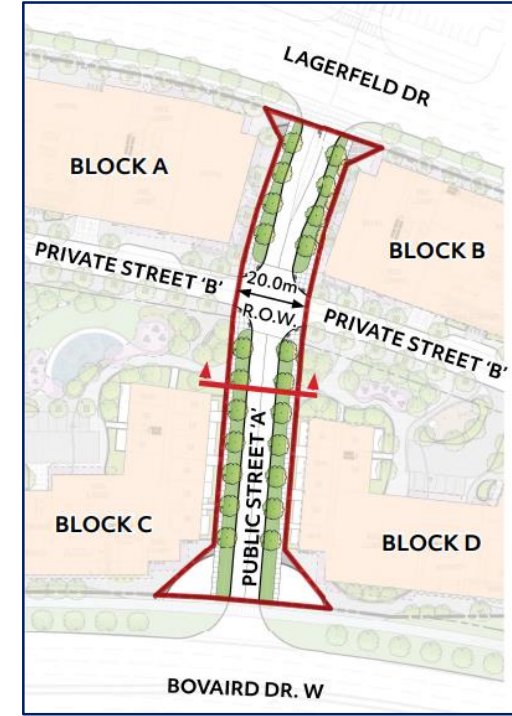 LAGERFELD DR
BLOCK A
BLOCK B
PRIVATE STREET 'B'
20.0m
R.O.W.
PRIVATE STREET 'B'
PUBLIC STREET 'A'
BLOCK C
BLOCK D
BOVAIRD DR. W